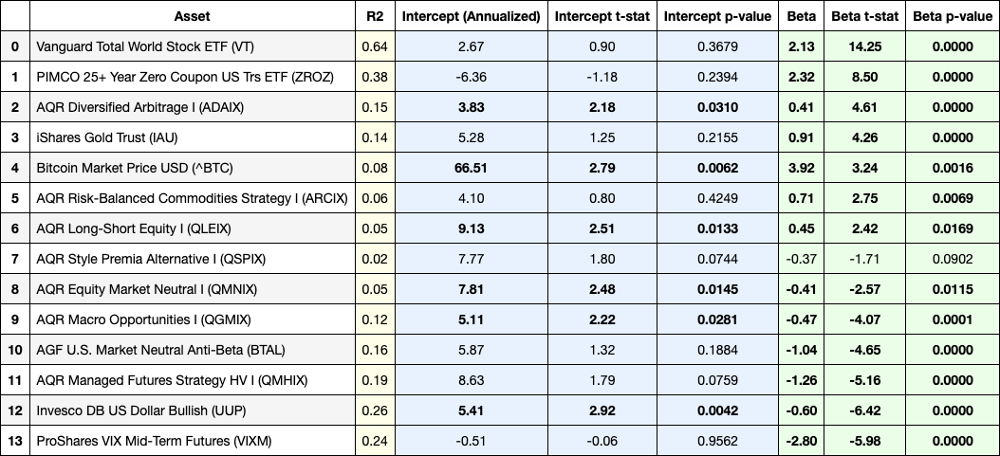 Asset R2 Intercept (Annualized) Intercept t-stat Intercept p-value Beta Beta t-stat Beta p-value
0 Vanguard Total World Stock ETF (VT) 0.64 2.67 0.90 0.3679 2.13 14.25 0.0000
1 PIMCO 25+ Year Zero Coupon US Trs ETF (ZROZ) 0.38 -6.36 -1.18 0.2394 2.32 8.50 0.0000
2 AQR Diversified Arbitrage I (ADAIX) 0.15 3.83 2.18 0.0310 0.41 4.61 0.0000
3 iShares Gold Trust (IAU) 0.14 5.28 1.25 0.2155 0.91 4.26 0.0000
4 Bitcoin Market Price USD (^BTC) 0.08 66.51 2.79 0.0062 3.92 3.24 0.0016
5 AQR Risk-Balanced Commodities Strategy I (ARCIX) 0.06 4.10 0.80 0.4249 0.71 2.75 0.0069
6 AQR Long-Short Equity I (QLEIX) 0.05 9.13 2.51 0.0133 0.45 2.42 0.0169
7 AQR Style Premia Alternative I (QSPIX) 0.02 7.77 1.80 0.0744 -0.37 -1.71 0.0902
8 AQR Equity Market Neutral I (QMNIX) 0.05 7.81 2.48 0.0145 -0.41 -2.57 0.0115
9 AQR Macro Opportunities I (QGMIX) 0.12 5.11 2.22 0.0281 -0.47 -4.07 0.0001
10 AGF U.S. Market Neutral Anti-Beta (BTAL) 0.16 5.87 1.32 0.1884 -1.04 -4.65 0.0000
11 AQR Managed Futures Strategy HV I (QMHIX) 0.19 8.63 1.79 0.0759 -1.26 -5.16 0.0000
12 Invesco DB US Dollar Bullish (UUP) 0.26 5.41 2.92 0.0042 -0.60 -6.42 0.0000
13 ProShares VIX Mid-Term Futures (VIXM) 0.24 -0.51 -0.06 0.9562 -2.80 -5.98 0.0000